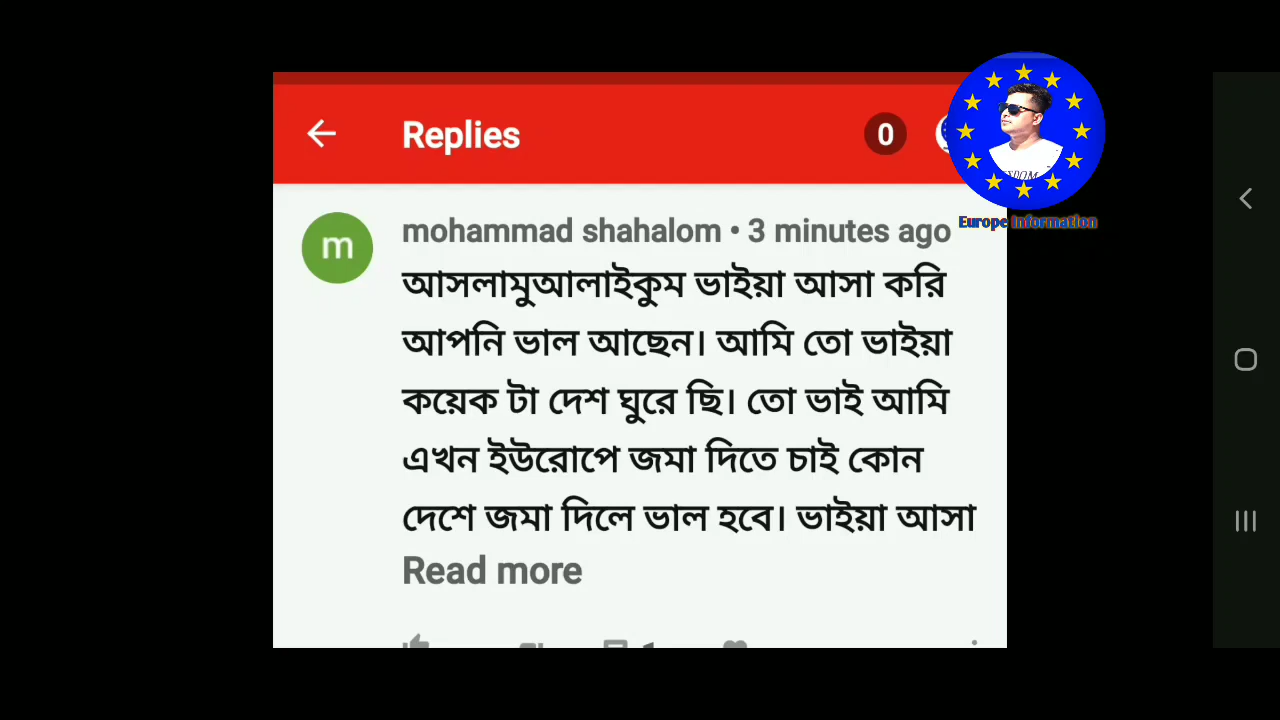 Replies
0
mohammad shahalom • 3 minutes ago
আসলামুআলাইকুম ভাইয়া আসা করি
আপনি ভাল আছেন। আমি তো ভাইয়া
কয়েক টা দেশ ঘুরে ছি। তো ভাই আমি
এখন ইউরোপে জমা দিতে চাই কোন
দেশে জমা দিলে ভাল হবে। ভাইয়া আসা
Read more
m
Europe Information